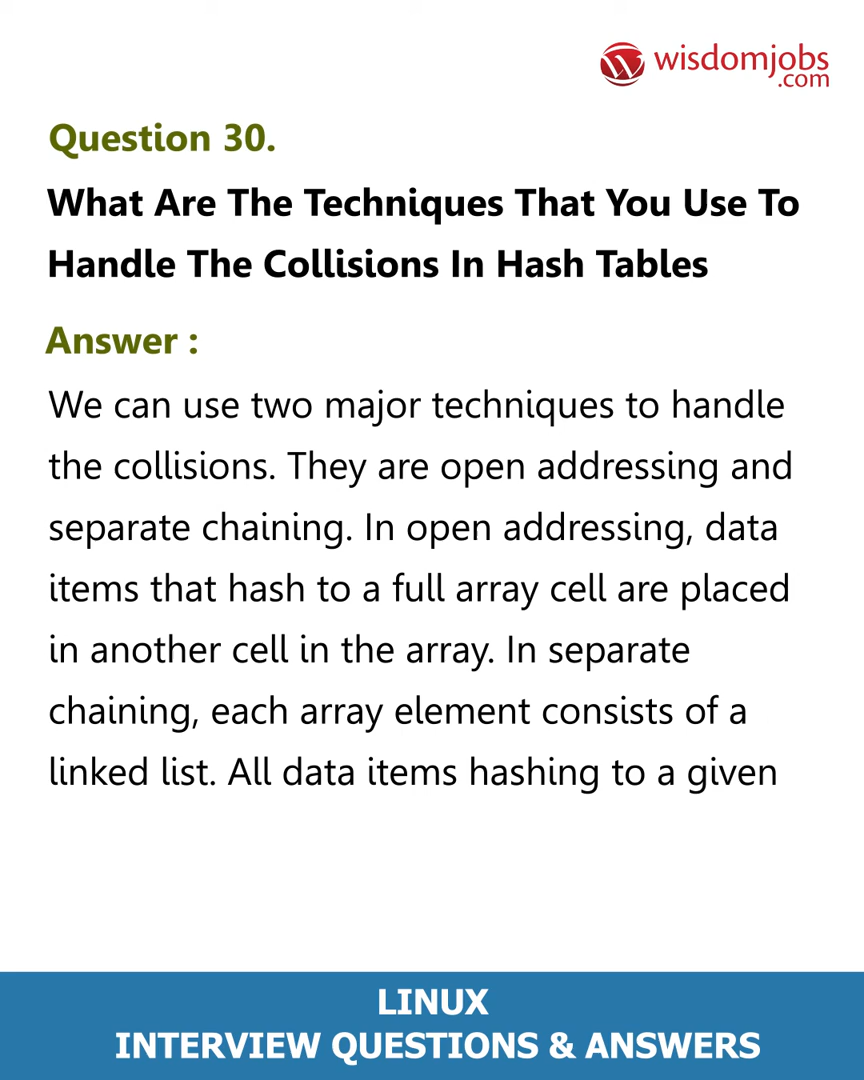 wisdomjobs
.com
Question 30.
What Are The Techniques That You Use To
Handle The Collisions In Hash Tables
Answer :
We can use two major techniques to handle
the collisions. They are open addressing and
separate chaining. In open addressing, data
items that hash to a full array cell are placed
in another cell in the array. In separate
chaining, each array element consists of a
linked list. All data items hashing to a given
LINUX
INTERVIEW QUESTIONS & ANSWERS